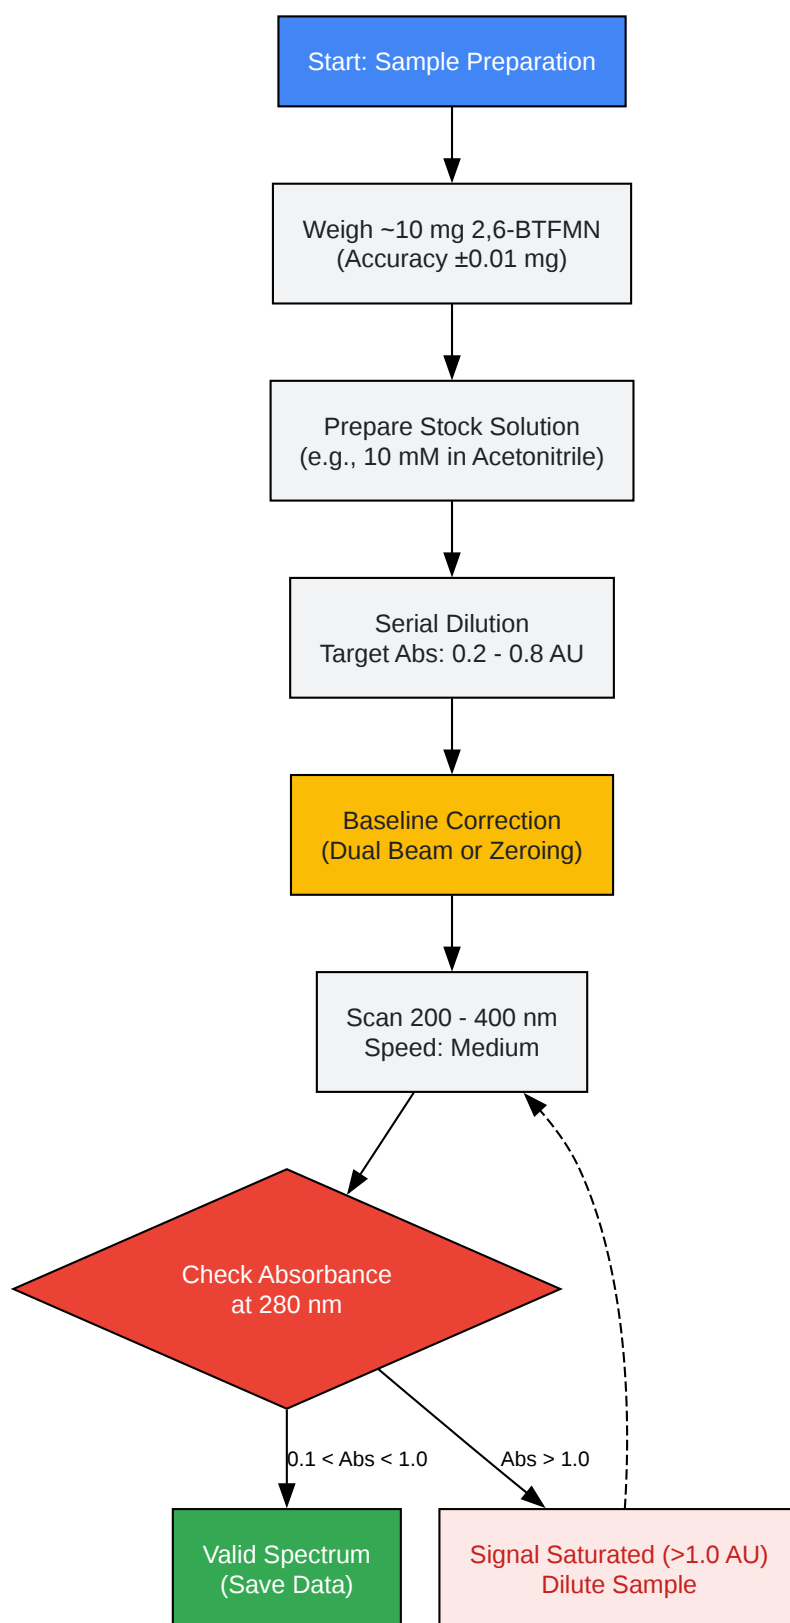 Start: Sample Preparation
Weigh ~10 mg 2,6-BTFMN
(Accuracy ±0.01 mg)
Prepare Stock Solution
(e.g., 10 mM in Acetonitrile)
Serial Dilution
Target Abs: 0.2 - 0.8 AU
Baseline Correction
(Dual Beam or Zeroing)
Scan 200 - 400 nm
Speed: Medium
Check Absorbance
at 280 nm
0.1 < Abs < 1.0
Abs > 1.0
Valid Spectrum
(Save Data)
Signal Saturated (>1.0 AU)
Dilute Sample